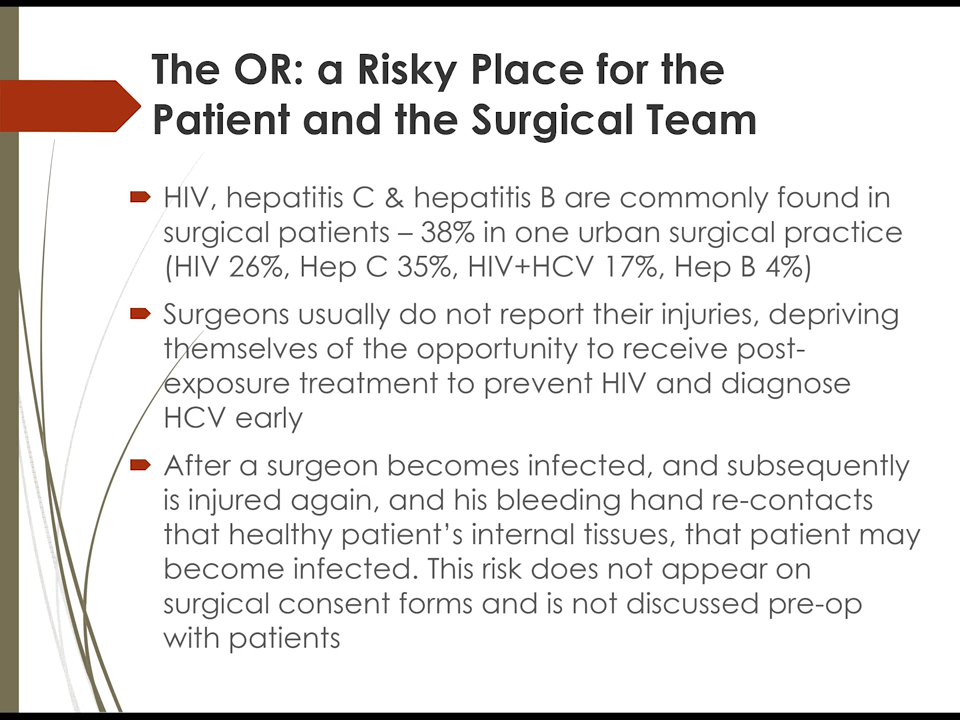 The OR: a Risky Place for the
Patient and the Surgical Team
HIV, hepatitis C & hepatitis B are commonly found in
surgical patients – 38% in one urban surgical practice
(HIV 26%, Hep C 35%, HIV+HCV 17%, Hep B 4%)
Surgeons usually do not report their injuries, depriving
themselves of the opportunity to receive post-
exposure treatment to prevent HIV and diagnose
HCV early
After a surgeon becomes infected, and subsequently
is injured again, and his bleeding hand re-contacts
that healthy patient's internal tissues, that patient may
become infected. This risk does not appear on
surgical consent forms and is not discussed pre-op
with patients